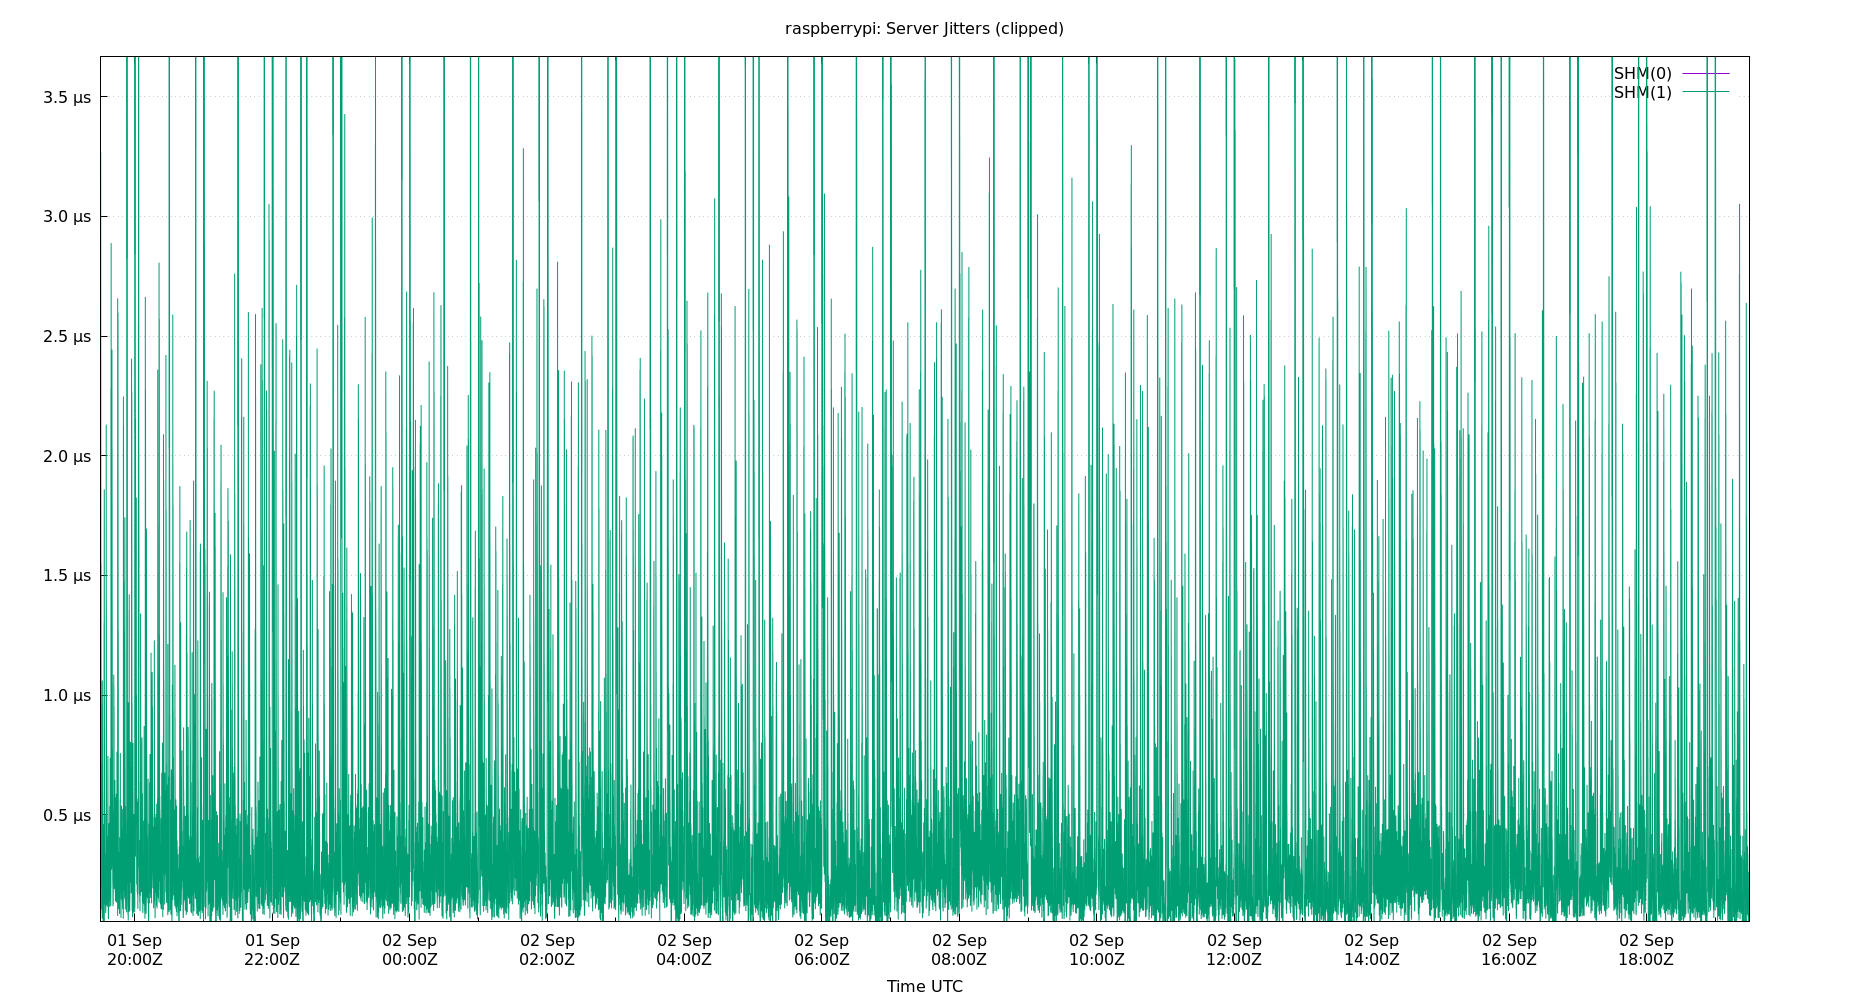 raspberrypi: Server Jitters (clipped)
SHM(0)
SHM(1)
3.5 µs
3.0 µs
2.5 µs
2.0 µs
1.5 µs
1.0 µs
0.5 µs
01 Sep 01 Sep 02 Sep 02 Sep 02 Sep 02 Sep 02 Sep 02 Sep 02 Sep 02 Sep 02 Sep 02 Sep
20:00Z 22:00Z 00:00Z 02:00Z 04:00Z 06:00Z 08:00Z 10:00Z 12:00Z 14:00Z 16:00Z 18:00Z
Time UTC